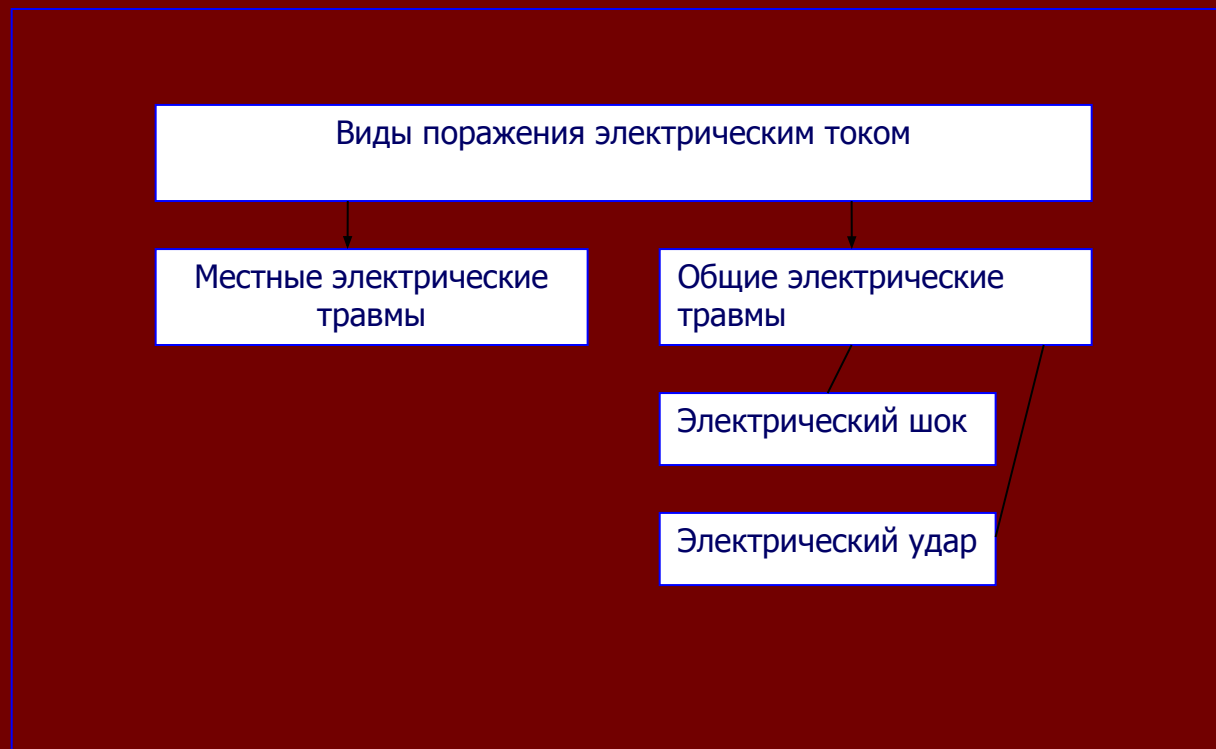 Виды поражения электрическим током
Местные электрические
травмы
Общие электрические
травмы
Электрический шок
Электрический удар